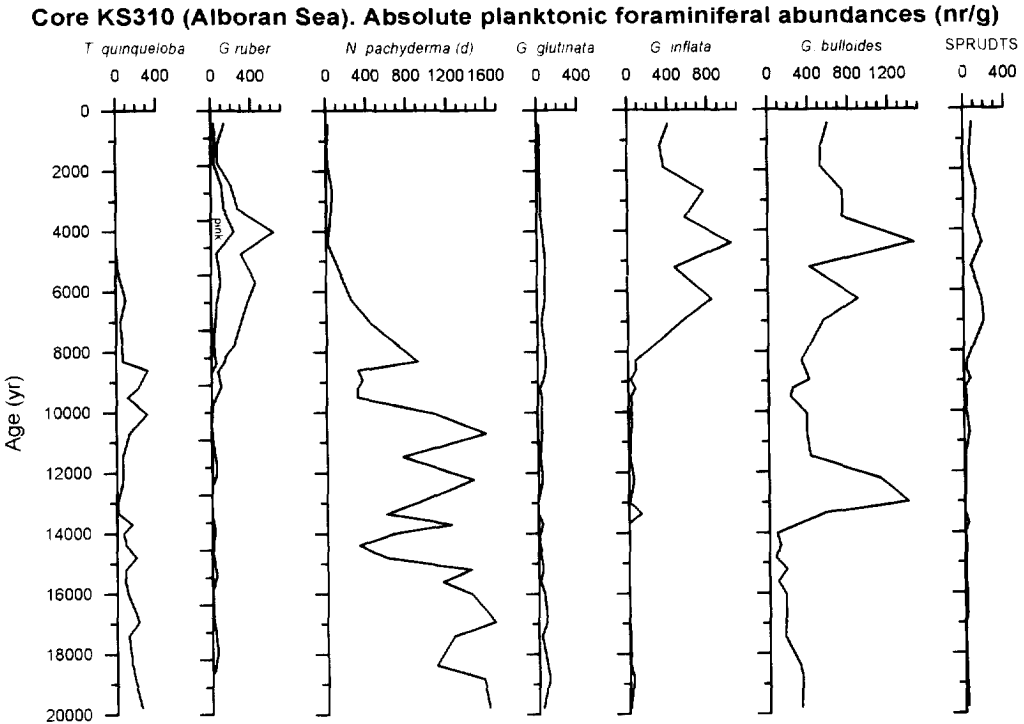 Core KS310 (Alboran Sea). Absolute planktonic foraminiferal abundances (nr/g)
T quinqueloba G ruber N pachyderma (d) G glutinata G inflata G. bulloides SPRUDTS
0 400 0 400 0 400 800 1200 1600 0 400 0 400 800 0 400 800 1200 0 400
0
2000
4000
6000
8000
10000
12000
14000
16000
18000
20000
Age (yr)
pink